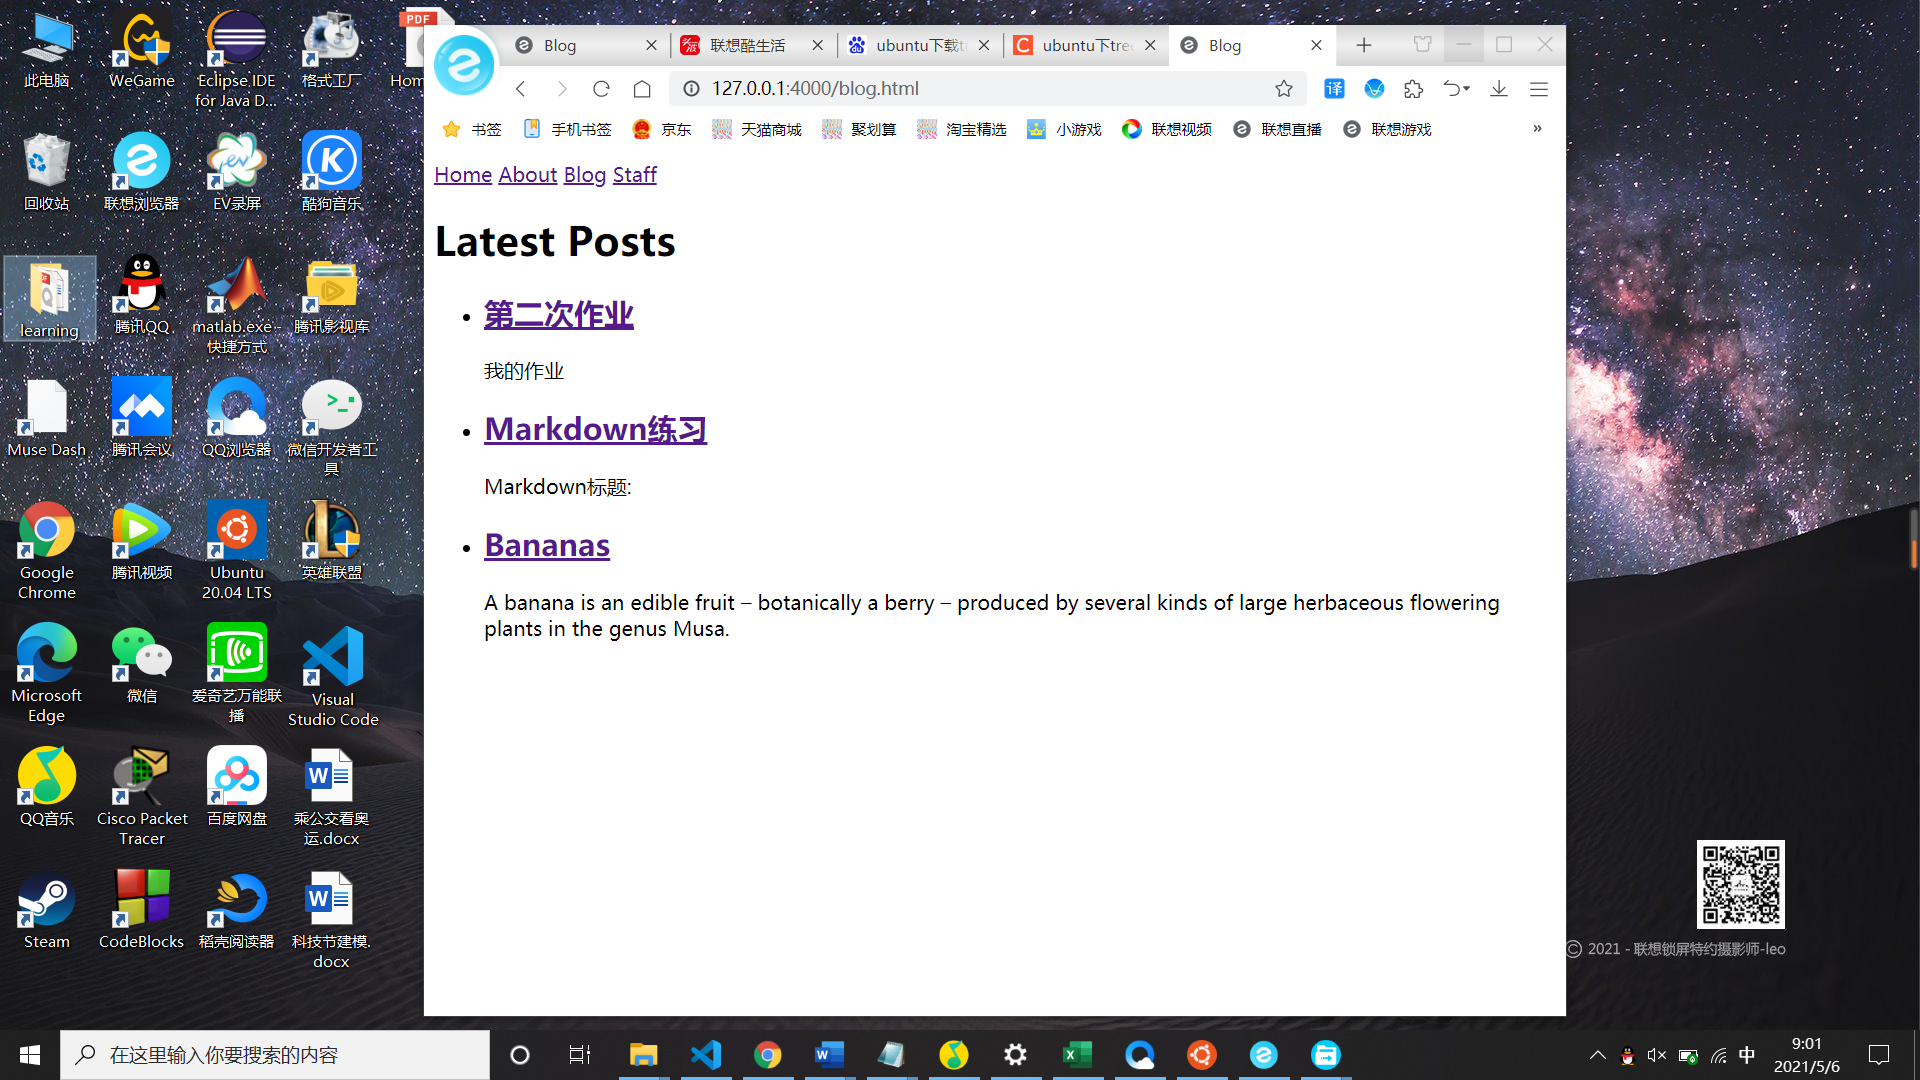 此电脑
WeGame
Eclipse IDE
for Java D...
格式工厂
PDF
Hom
回收站
联想浏览器
EV录屏
酷狗音乐
learning
腾讯QQ
matlab.exe -
快捷方式
腾讯影视库
Muse Dash
腾讯会议
QQ浏览器
微信开发者工
具
Google
Chrome
腾讯视频
Ubuntu
20.04 LTS
英雄联盟
Microsoft
Edge
微信
爱奇艺万能联
播
Visual
Studio Code
QQ音乐
Cisco Packet
Tracer
百度网盘
乘公交看奥
运.docx
Steam
CodeBlocks
稻壳阅读器
科技节建模.
docx
Blog
联想酷生活
ubuntu下载tr
ubuntu下tree
Blog
127.0.0.1:4000/blog.html
译
书签
手机书签
京东
天猫商城
聚划算
淘宝精选
小游戏
联想视频
联想直播
联想游戏
»
Home About Blog Staff
Latest Posts
第二次作业
我的作业
Markdown练习
Markdown标题:
Bananas
A banana is an edible fruit – botanically a berry – produced by several kinds of large herbaceous flowering
plants in the genus Musa.
© 2021 - 联想锁屏特约摄影师-leo
在这里输入你要搜索的内容
中
9:01
2021/5/6